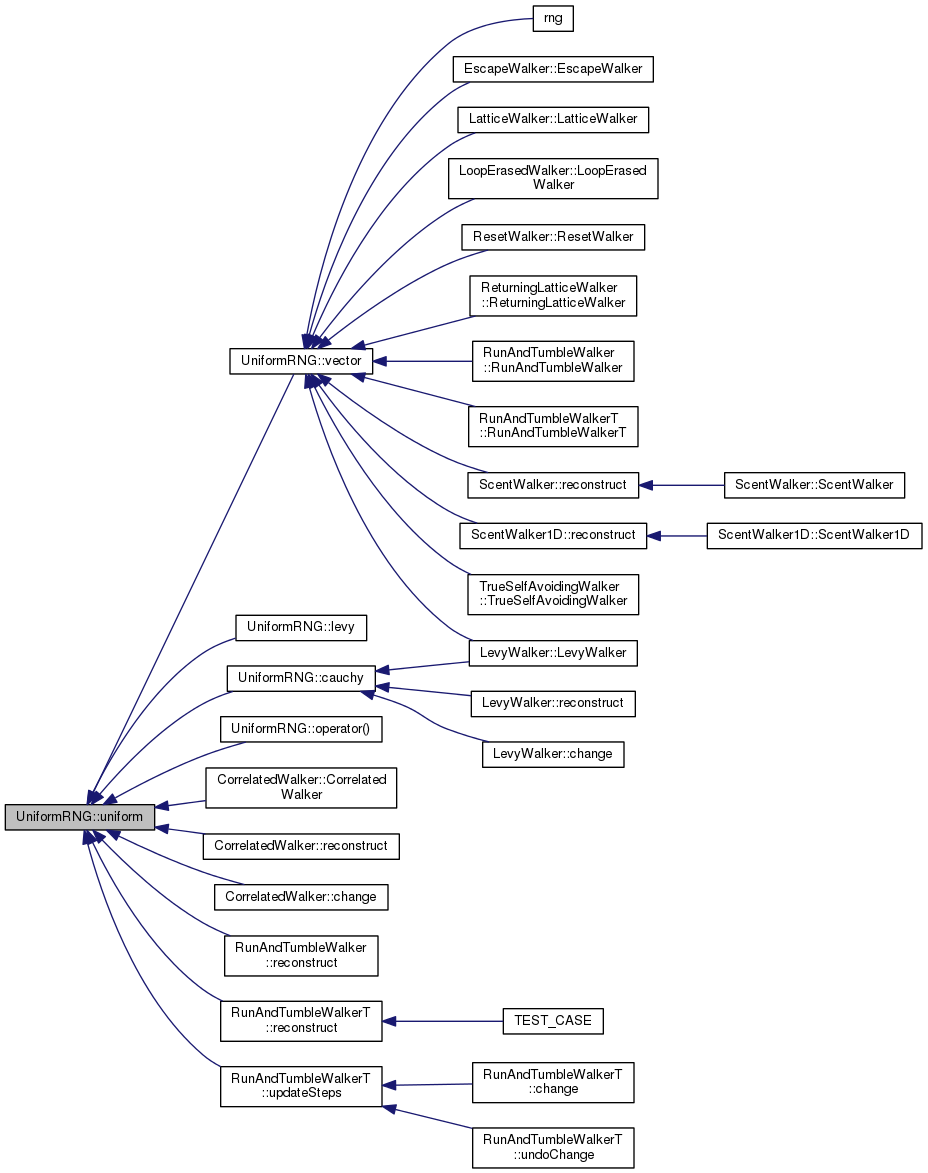 rng
EscapeWalker::EscapeWalker
LatticeWalker::LatticeWalker
LoopErasedWalker::LoopErased
Walker
ResetWalker::ResetWalker
ReturningLatticeWalker
::ReturningLatticeWalker
UniformRNG::vector
RunAndTumbleWalker
::RunAndTumbleWalker
RunAndTumbleWalkerT
::RunAndTumbleWalkerT
ScentWalker::reconstruct
ScentWalker::ScentWalker
ScentWalker1D::reconstruct
ScentWalker1D::ScentWalker1D
TrueSelfAvoidingWalker
::TrueSelfAvoidingWalker
UniformRNG::levy
LevyWalker::LevyWalker
UniformRNG::cauchy
LevyWalker::reconstruct
UniformRNG::operator()
LevyWalker::change
CorrelatedWalker::Correlated
Walker
UniformRNG::uniform
CorrelatedWalker::reconstruct
CorrelatedWalker::change
RunAndTumbleWalker
::reconstruct
RunAndTumbleWalkerT
::reconstruct
TEST_CASE
RunAndTumbleWalkerT
::updateSteps
RunAndTumbleWalkerT
::change
RunAndTumbleWalkerT
::undoChange